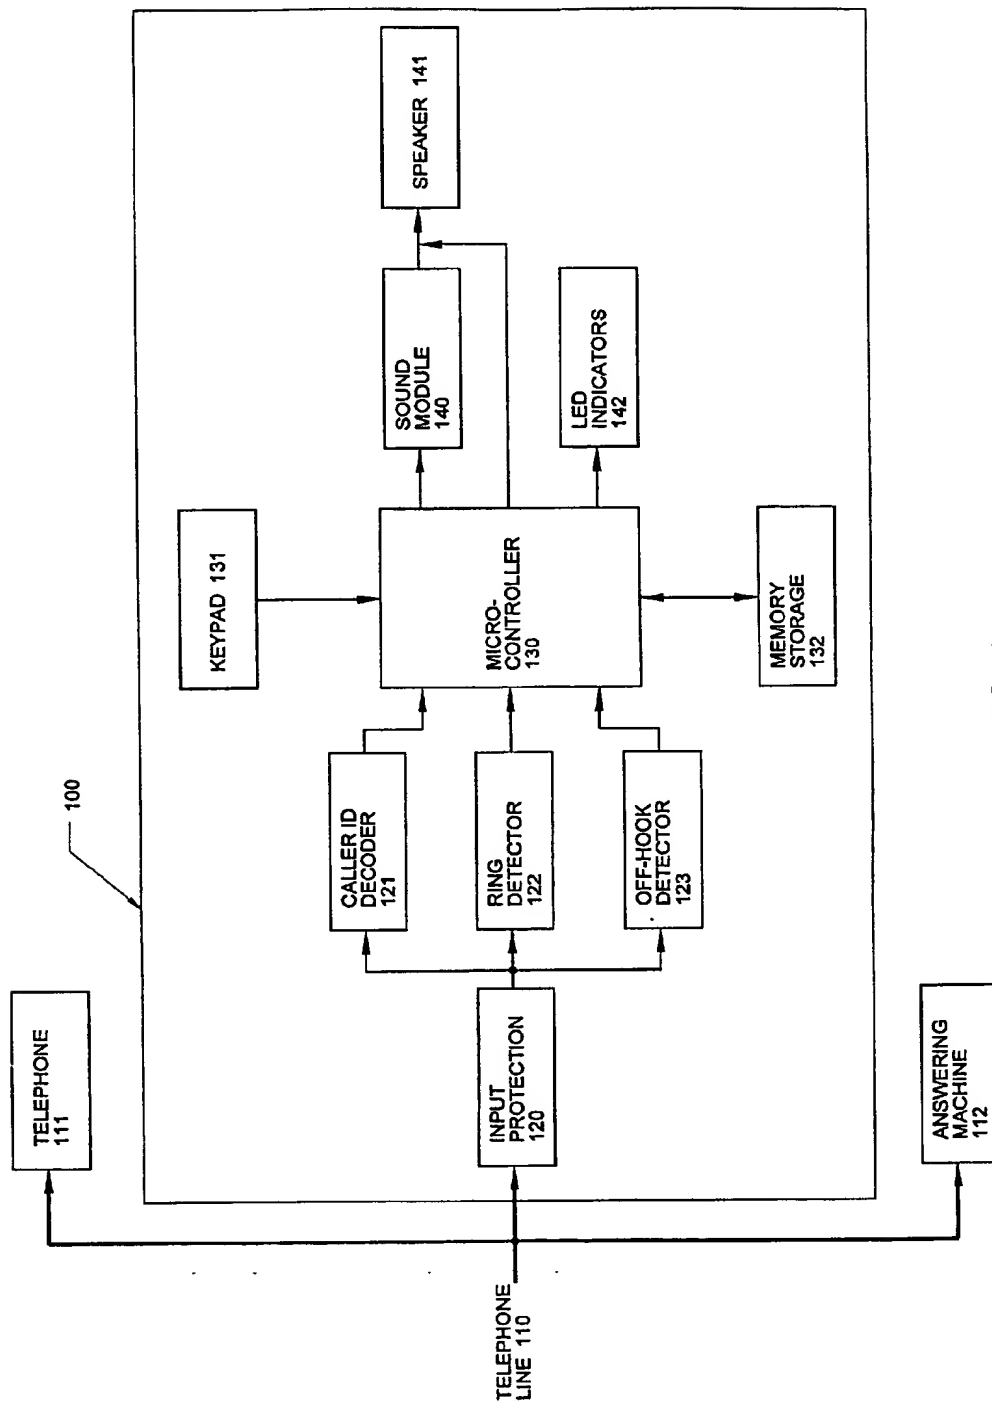 100
TELEPHONE
111
KEYPAD 131
CALLER ID
DECODER
121
SOUND
MODULE
140
SPEAKER 141
TELEPHONE
LINE 110
INPUT
PROTECTION
120
RING
DETECTOR
122
MICRO-
CONTROLLER
130
OFF-HOOK
DETECTOR
123
LED
INDICATORS
142
MEMORY
STORAGE
132
ANSWERING
MACHINE
112